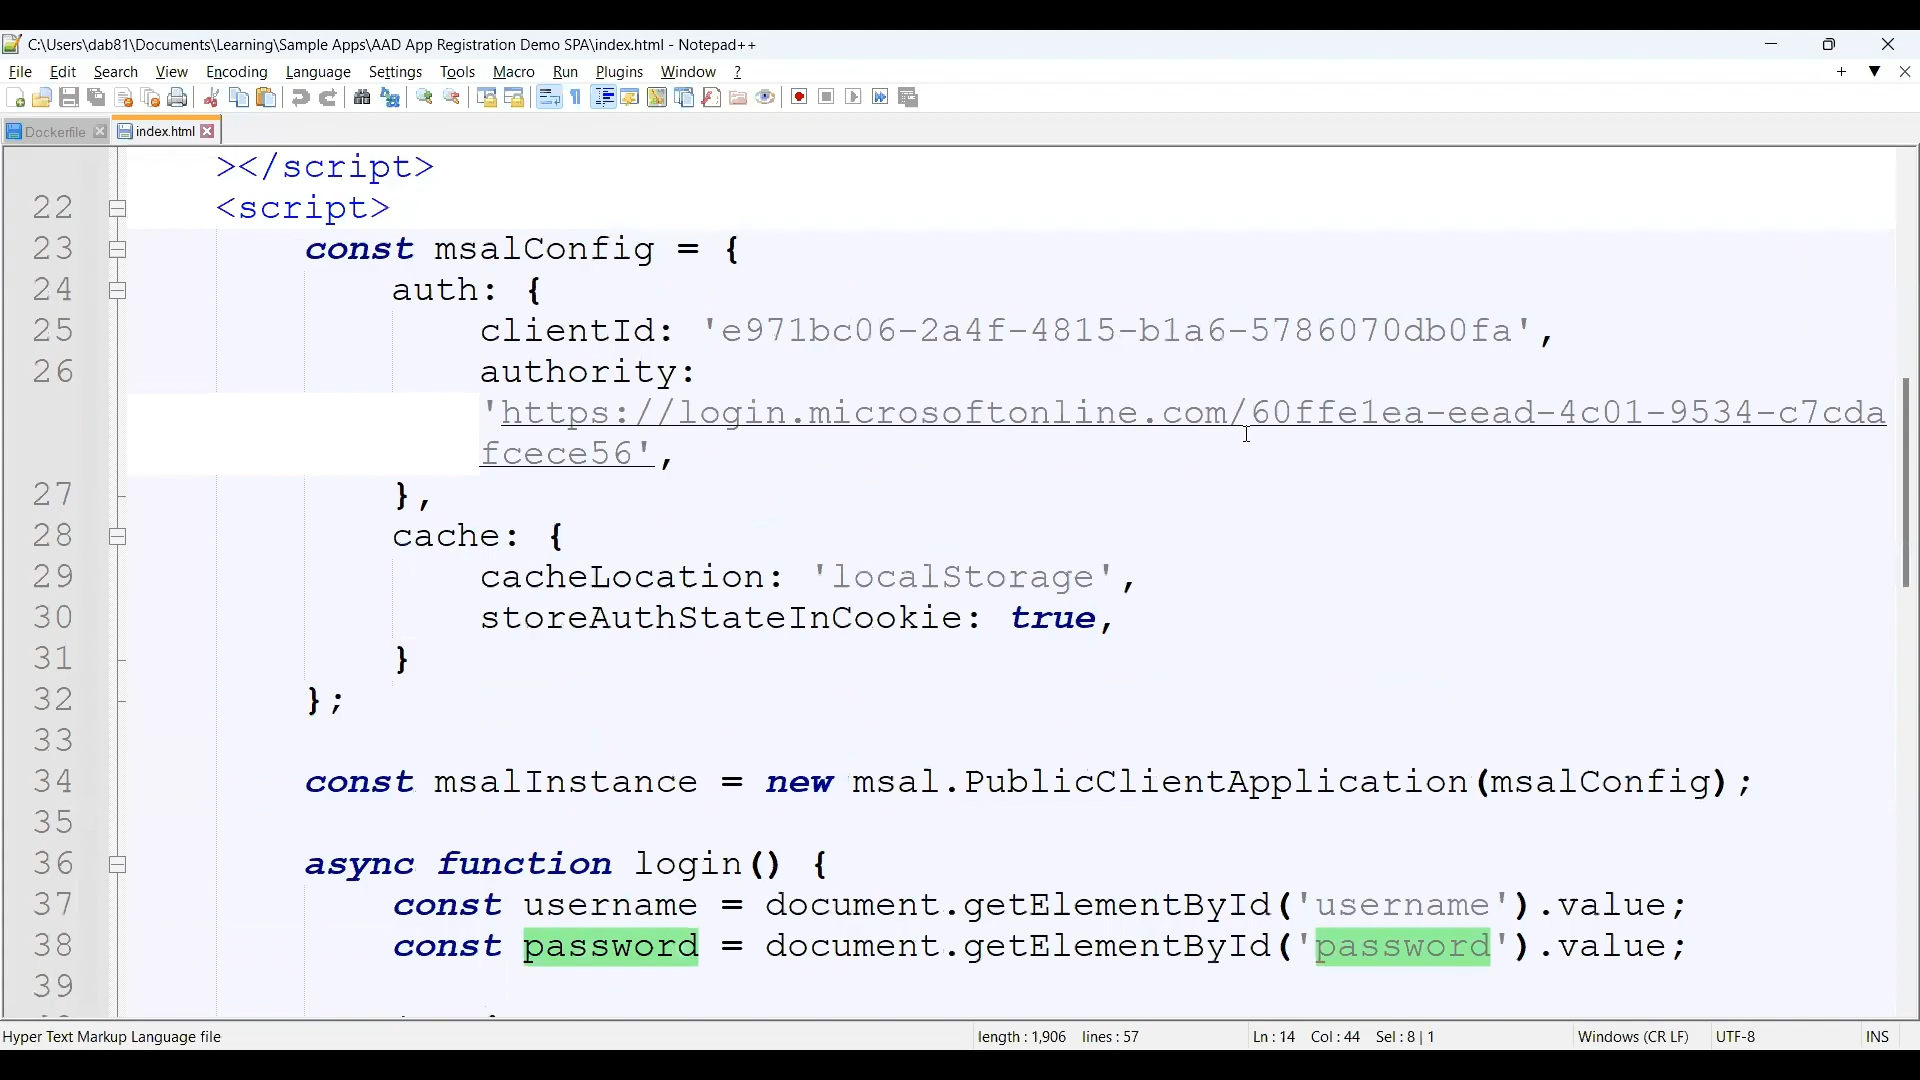 C:\Users\dab81\Documents\Learning\Sample Apps\AAD App Registration Demo SPA\index.html - Notepad++
File Edit Search View Encoding Language Settings Tools Macro Run Plugins Window ?
Dockerfile index.html
></script>
22 <script>
23 const msalConfig = {
24 auth: {
25 clientId: 'e971bc06-2a4f-4815-b1a6-5786070db0fa',
26 authority:
'https://login.microsoftonline.com/60ffe1ea-eead-4c01-9534-c7cda
fcece56',
27 },
28 cache: {
29 cacheLocation: 'localStorage',
30 storeAuthStateInCookie: true,
31 }
32 };
33
34 const msalInstance = new msal.PublicClientApplication(msalConfig);
35
36 async function login() {
37 const username = document.getElementById('username').value;
38 const password = document.getElementById('password').value;
39
Hyper Text Markup Language file length : 1,906 lines : 57 Ln : 14 Col : 44 Sel : 8 | 1 Windows (CR LF) UTF-8 INS